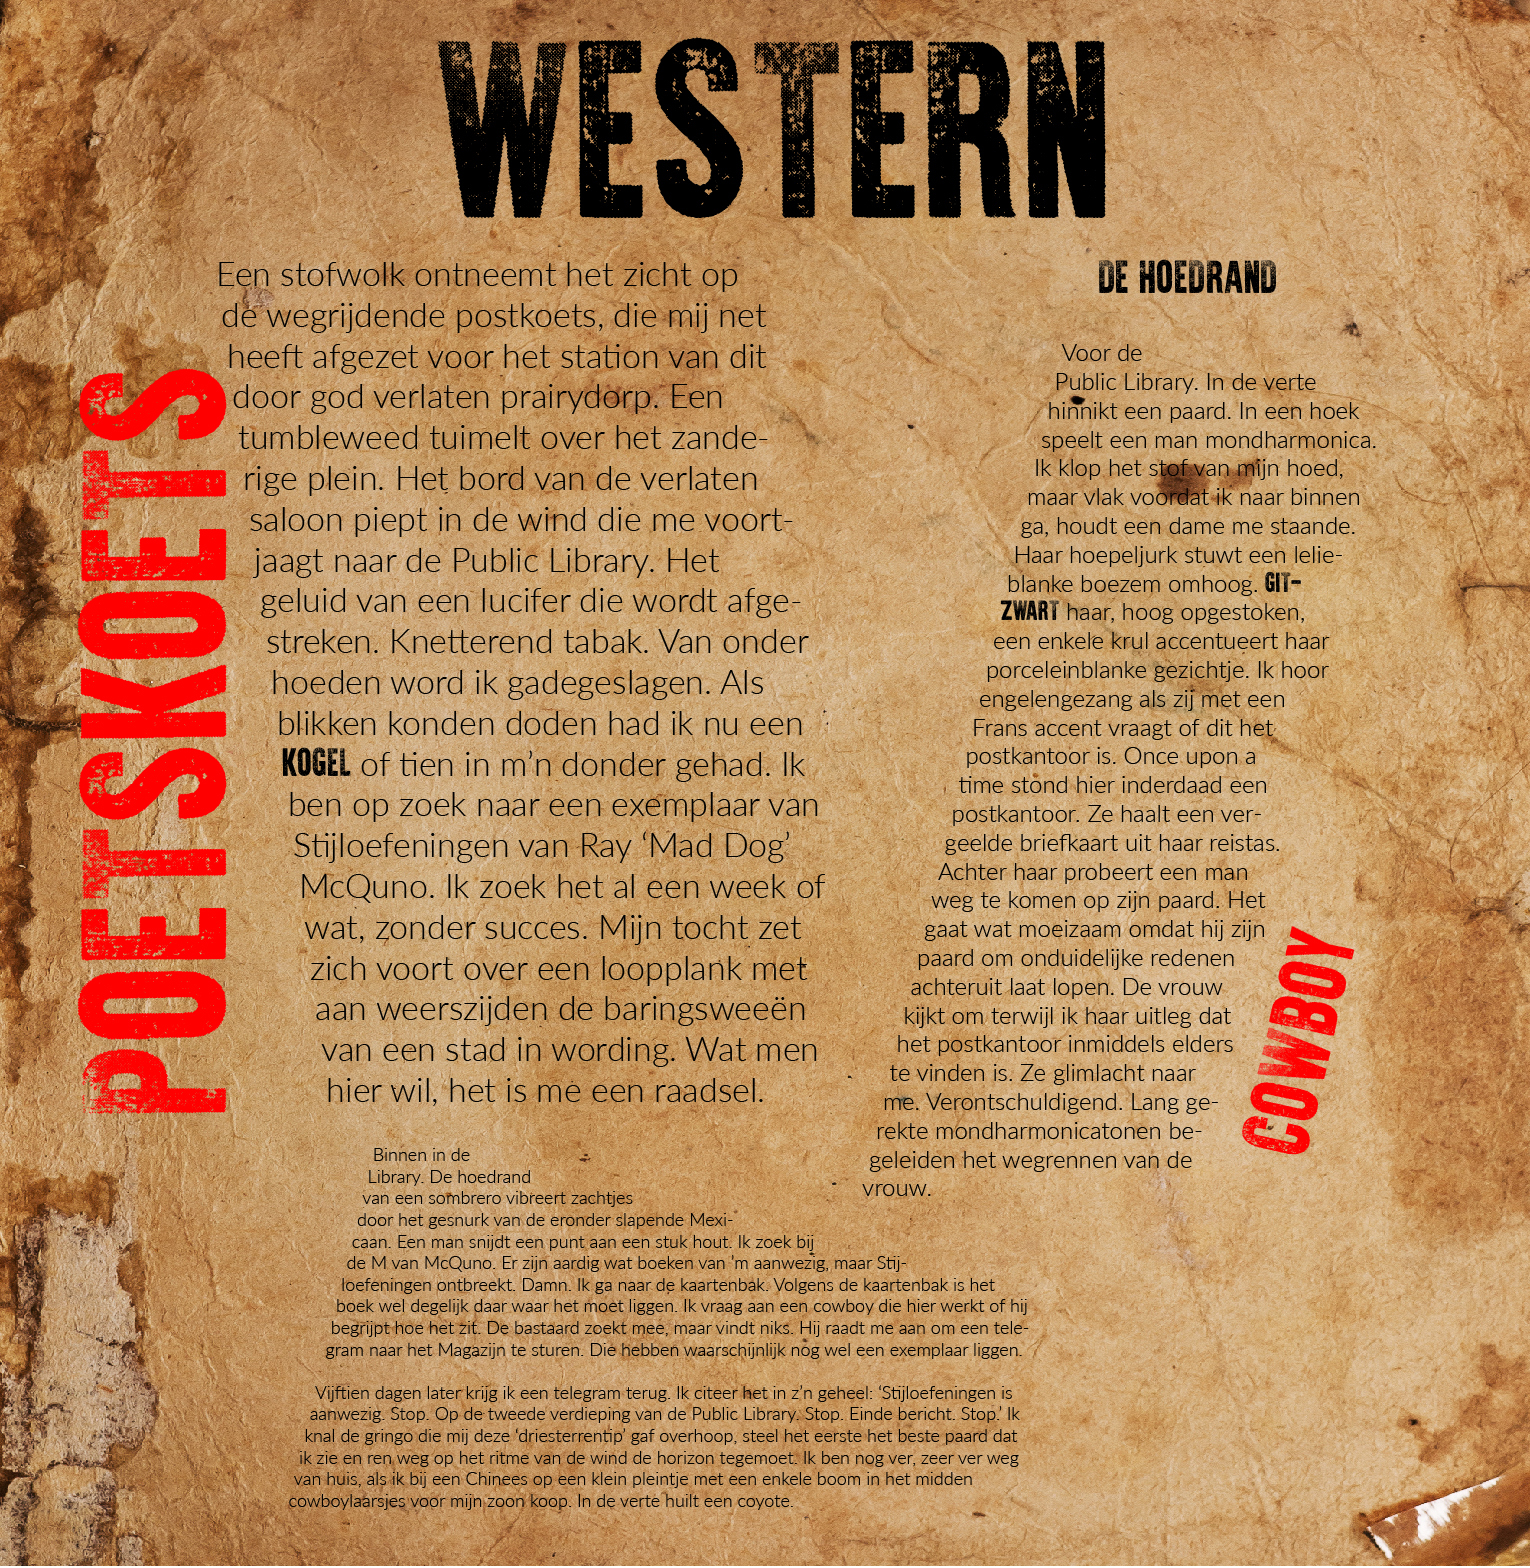 WESTERN
POETSKOETS
Een stofwolk ontneemt het zicht op
de wegrijdende postkoets, die mij net
heeft afgezet voor het station van dit
door god verlaten prairydorp. Een
tumbleweed tuimelt over het zande-
rige plein. Het bord van de verlaten
saloon piept in de wind die me voort-
jaagt naar de Public Library. Het
geluid van een lucifer die wordt afge-
streken. Knetterend tabak. Van onder
hoeden word ik gadegeslagen. Als
blikken konden doden had ik nu een
KOGEL of tien in m’n donder gehad. Ik
ben op zoek naar een exemplaar van
Stijloefeningen van Ray ‘Mad Dog’
McQuno. Ik zoek het al een week of
wat, zonder succes. Mijn tocht zet
zich voort over een loopplank met
aan weerszijden de baringsweeën
van een stad in wording. Wat men
hier wil, het is me een raadsel.
DE HOEDRAND
Voor de
Public Library. In de verte
hinnikt een paard. In een hoek
speelt een man mondharmonica.
Ik klop het stof van mijn hoed,
maar vlak voordat ik naar binnen
ga, houdt een dame me staande.
Haar hoepeljurk stuwt een lelie-
blanke boezem omhoog. GIT-
ZWART haar, hoog opgestoken,
een enkele krul accentueert haar
porceleinblanke gezichtje. Ik hoor
engelengezang als zij met een
Frans accent vraagt of dit het
postkantoor is. Once upon a
time stond hier inderdaad een
postkantoor. Ze haalt een ver-
geelde briefkaart uit haar reistas.
Achter haar probeert een man
weg te komen op zijn paard. Het
gaat wat moeizaam omdat hij zijn
paard om onduidelijke redenen
achteruit laat lopen. De vrouw
kijkt om terwijl ik haar uitleg dat
het postkantoor inmiddels elders
te vinden is. Ze glimlacht naar
me. Verontschuldigend. Lang ge-
rekte mondharmonicatonen be-
geleiden het wegrennen van de
vrouw.
COWBOY
Binnen in de
Library. De hoedrand
van een sombrero vibreert zachtjes
door het gesnurk van de eronder slapende Mexi-
caan. Een man snijdt een punt aan een stuk hout. Ik zoek bij
de M van McQuno. Er zijn aardig wat boeken van ’m aanwezig, maar Stij-
loefeningen ontbreekt. Damn. Ik ga naar de kaartenbak. Volgens de kaartenbak is het
boek wel degelijk daar waar het moet liggen. Ik vraag aan een cowboy die hier werkt of hij
begrijpt hoe het zit. De bastaard zoekt mee, maar vindt niks. Hij raadt me aan om een tele-
gram naar het Magazijn te sturen. Die hebben waarschijnlijk nog wel een exemplaar liggen.
Vijftien dagen later krijg ik een telegram terug. Ik citeer het in z’n geheel: ‘Stijloefeningen is
aanwezig. Stop. Op de tweede verdieping van de Public Library. Stop. Einde bericht. Stop.’ Ik
knal de gringo die mij deze ‘driesterrentip’ gaf overhoop, steel het eerste het beste paard dat
ik zie en ren weg op het ritme van de wind de horizon tegemoet. Ik ben nog ver, zeer ver weg
van huis, als ik bij een Chinees op een klein pleintje met een enkele boom in het midden
cowboylaarsjes voor mijn zoon koop. In de verte huilt een coyote.